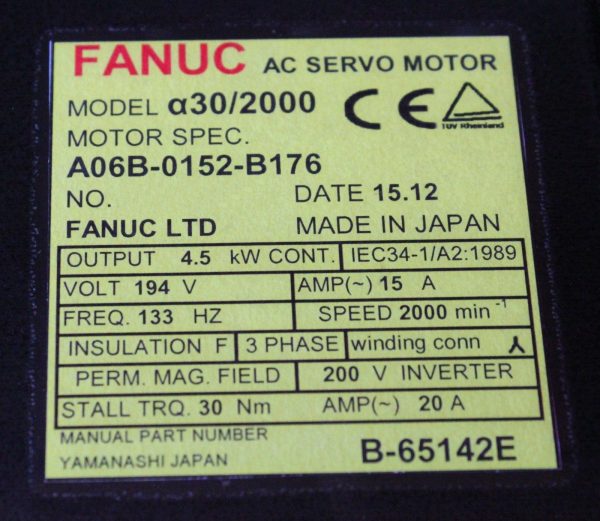 FANUC AC SERVO MOTOR
MODEL α30/2000
TÜV Rheinland
MOTOR SPEC.
A06B-0152-B176
NO. DATE 15.12
FANUC LTD MADE IN JAPAN
OUTPUT 4.5 kW CONT. IEC34-1/A2:1989
VOLT 194 V AMP(~) 15 A
FREQ. 133 HZ SPEED 2000 min⁻¹
INSULATION F 3 PHASE winding conn
PERM. MAG. FIELD 200 V INVERTER
STALL TRQ. 30 Nm AMP(~) 20 A
MANUAL PART NUMBER
YAMANASHI JAPAN B-65142E